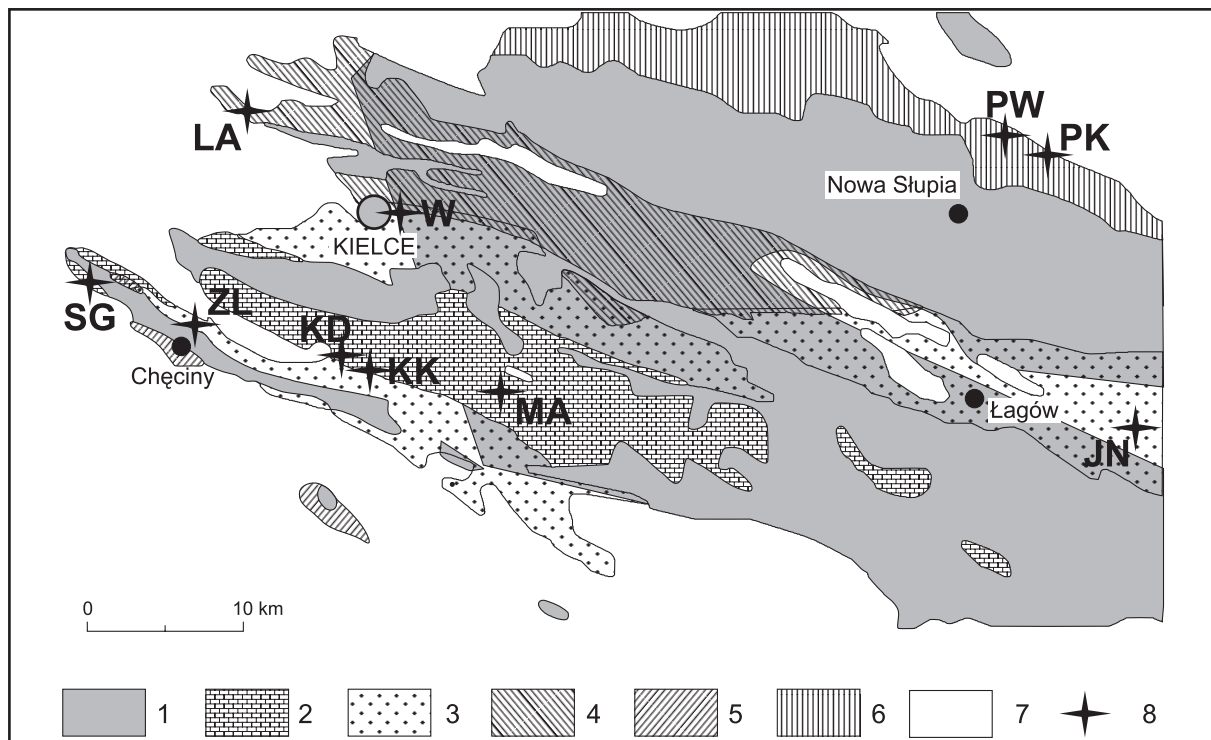 PW
PK
LA
Nowa Słupia
W
KIELCE
SG
ZL
KD
KK
Chęciny
MA
Łagów
JN
0 10 km
1 2 3 4 5 6 7 8